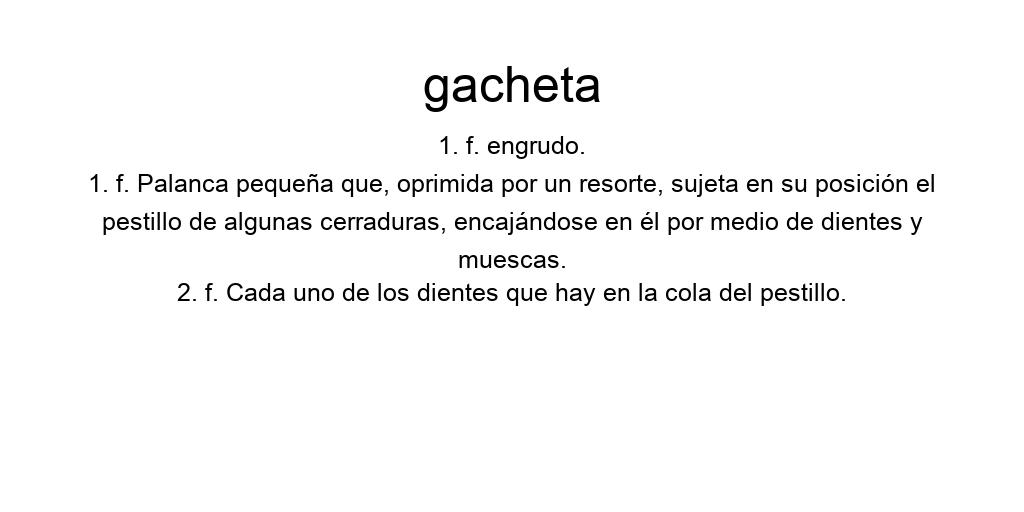 gacheta
1. f. engrudo.
1. f. Palanca pequeña que, oprimida por un resorte, sujeta en su posición el
pestillo de algunas cerraduras, encajándose en él por medio de dientes y
muescas.
2. f. Cada uno de los dientes que hay en la cola del pestillo.